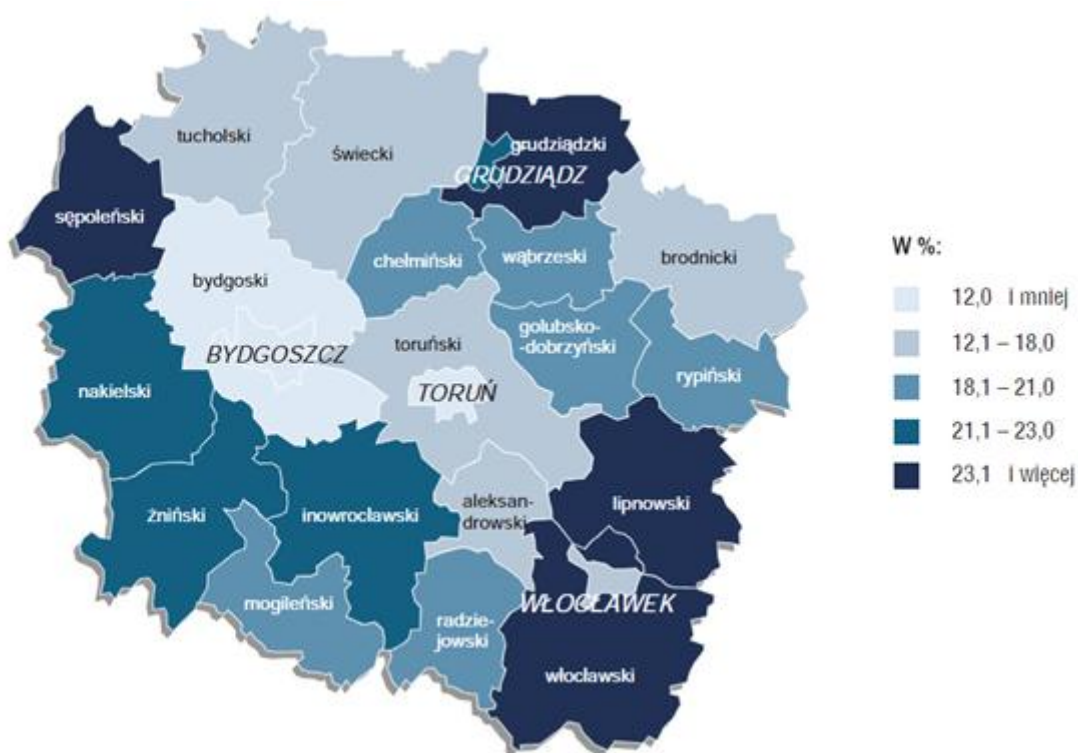 tucholski
świecki
grudziądzki
GRUDZIĄDZ
sępoleński
chełmiński
wąbrzeski
brodnicki
bydgoski
BYDGOSZCZ
toruński
TORUŃ
golubsko-
-dobrzyński
rypiński
nakielski
żniński
inowrocławski
aleksan-
drowski
lipnowski
mogileński
radzie-
jowski
WŁOCŁAWEK
włocławski
W %:
12,0 i mniej
12,1 – 18,0
18,1 – 21,0
21,1 – 23,0
23,1 i więcej